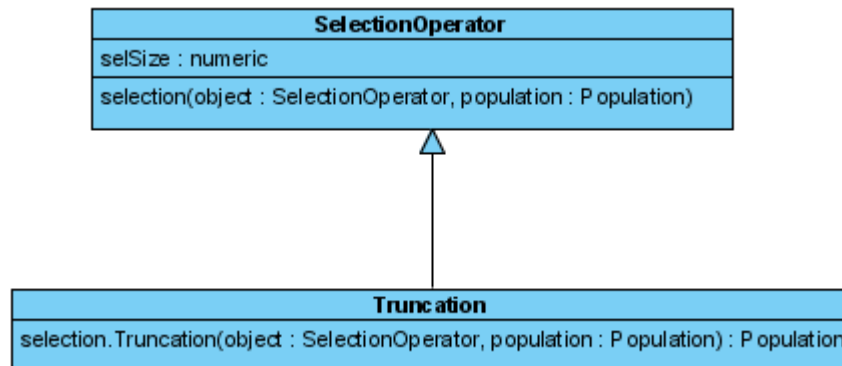 SelectionOperator
selSize : numeric
selection(object : SelectionOperator, population : Population)
Truncation
selection.Truncation(object : SelectionOperator, population : Population) : Population